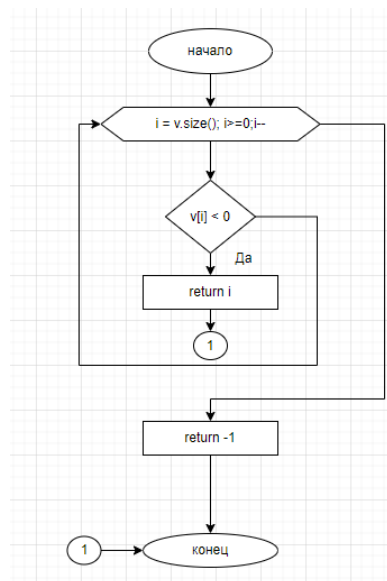 начало
i = v.size(); i>=0;i--
v[i] < 0
Да
return i
1
return -1
1
конец